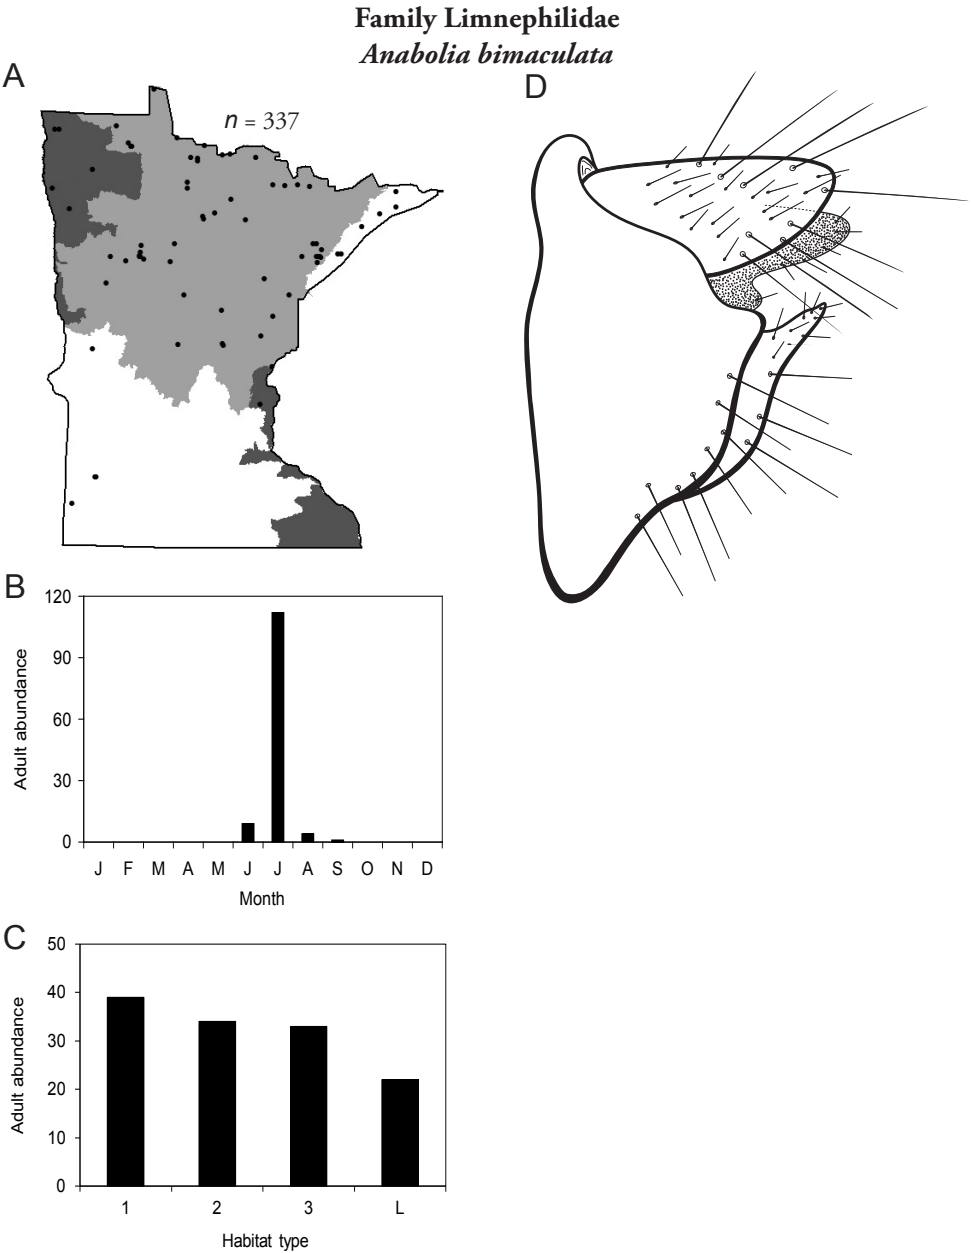 Family Limnephilidae
Anabolia bimaculata
A
n = 337
D
B
120
90
60
30
0
Adult abundance
J F M A M J J A S O N D
Month
C
50
40
30
20
10
0
Adult abundance
1 2 3 L
Habitat type